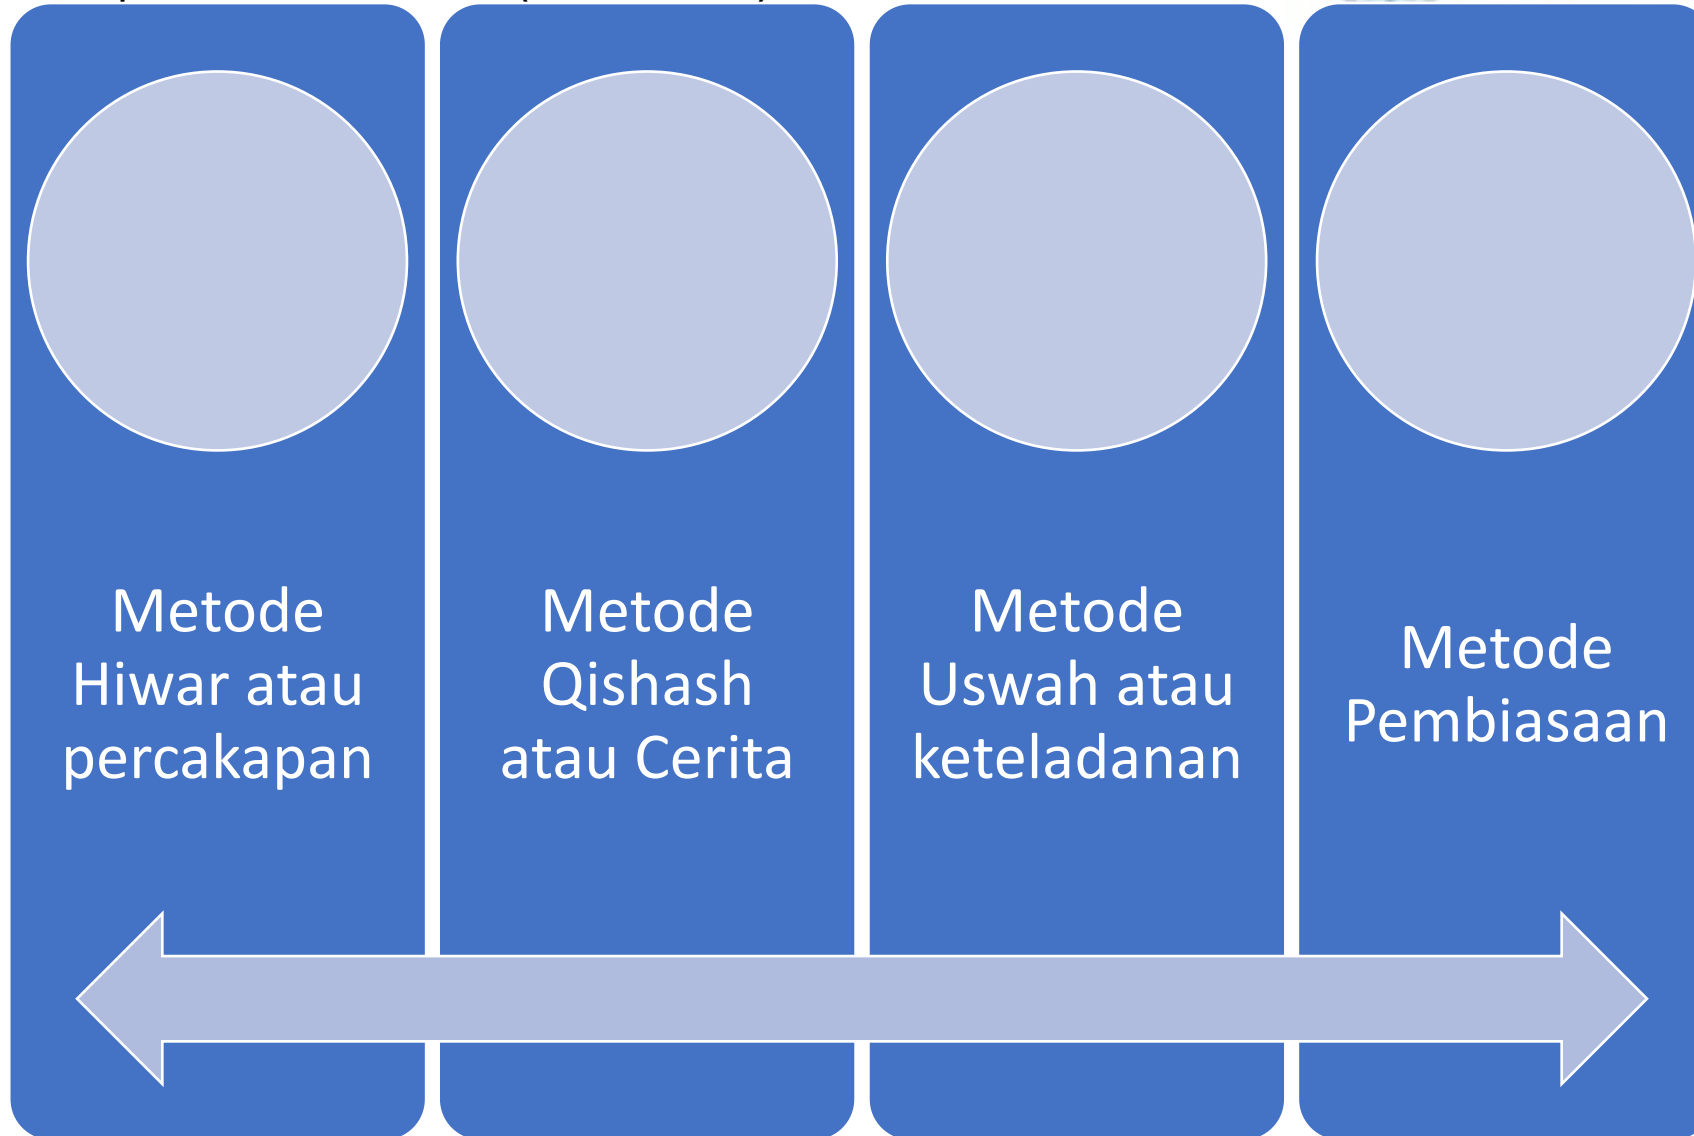 Metode
Hiwar atau
percakapan
Metode
Qishash
atau Cerita
Metode
Uswah atau
keteladanan
Metode
Pembiasaan